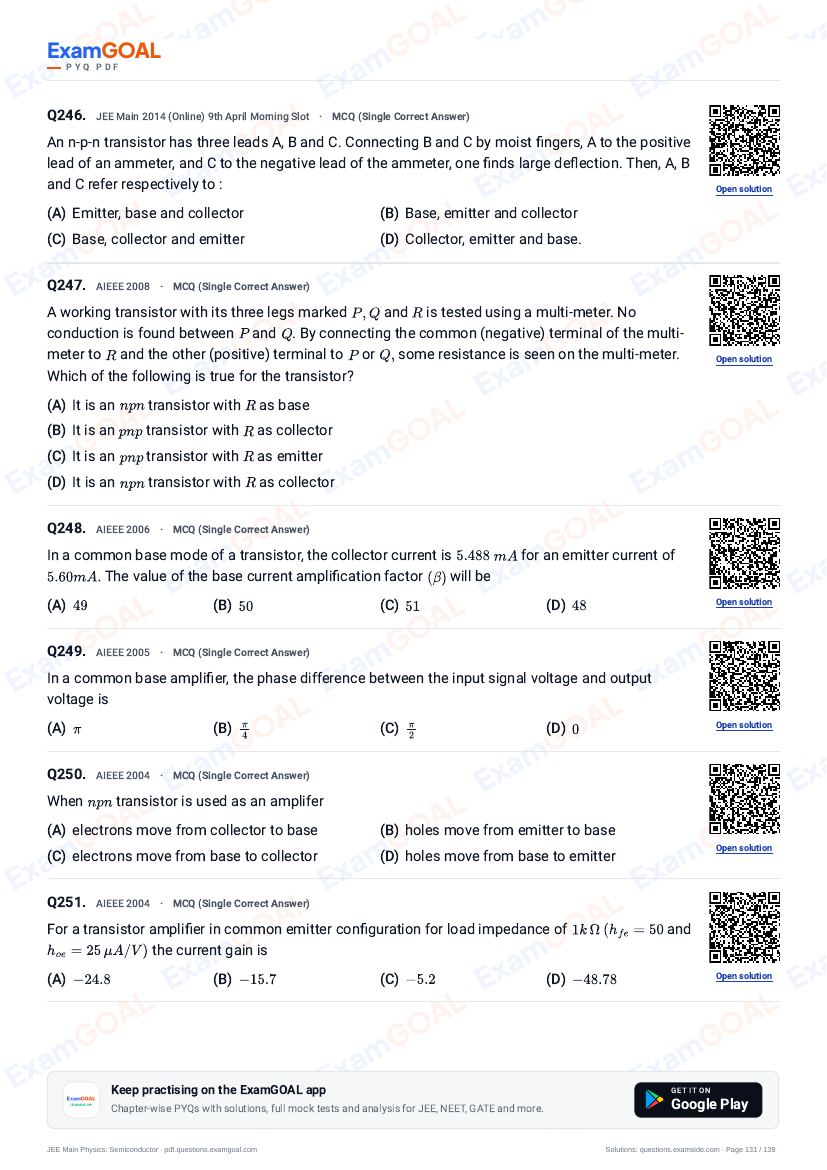 ExamGOAL
PYQ PDF
Q246. JEE Main 2014 (Online) 9th April Morning Slot · MCQ (Single Correct Answer)
An n-p-n transistor has three leads A, B and C. Connecting B and C by moist fingers, A to the positive
lead of an ammeter, and C to the negative lead of the ammeter, one finds large deflection. Then, A, B
and C refer respectively to :
(A) Emitter, base and collector
(B) Base, emitter and collector
(C) Base, collector and emitter
(D) Collector, emitter and base.
Open solution
Q247. AIEEE 2008 · MCQ (Single Correct Answer)
A working transistor with its three legs marked P, Q and R is tested using a multi-meter. No
conduction is found between P and Q. By connecting the common (negative) terminal of the multi-
meter to R and the other (positive) terminal to P or Q, some resistance is seen on the multi-meter.
Which of the following is true for the transistor?
(A) It is an npn transistor with R as base
(B) It is an pnp transistor with R as collector
(C) It is an pnp transistor with R as emitter
(D) It is an npn transistor with R as collector
Open solution
Q248. AIEEE 2006 · MCQ (Single Correct Answer)
In a common base mode of a transistor, the collector current is 5.488 mA for an emitter current of
5.60mA. The value of the base current amplification factor (β) will be
(A) 49 (B) 50 (C) 51 (D) 48
Open solution
Q249. AIEEE 2005 · MCQ (Single Correct Answer)
In a common base amplifier, the phase difference between the input signal voltage and output
voltage is
(A) π (B) π/4 (C) π/2 (D) 0
Open solution
Q250. AIEEE 2004 · MCQ (Single Correct Answer)
When npn transistor is used as an amplifer
(A) electrons move from collector to base
(B) holes move from emitter to base
(C) electrons move from base to collector
(D) holes move from base to emitter
Open solution
Q251. AIEEE 2004 · MCQ (Single Correct Answer)
For a transistor amplifier in common emitter configuration for load impedance of 1k Ω (h_fe = 50 and
h_oe = 25 μA/V) the current gain is
(A) −24.8 (B) −15.7 (C) −5.2 (D) −48.78
Open solution
Keep practising on the ExamGOAL app
Chapter-wise PYQs with solutions, full mock tests and analysis for JEE, NEET, GATE and more.
GET IT ON
Google Play
JEE Main Physics: Semiconductor · pdf.questions.examgoal.com
Solutions: questions.examside.com · Page 131 / 138